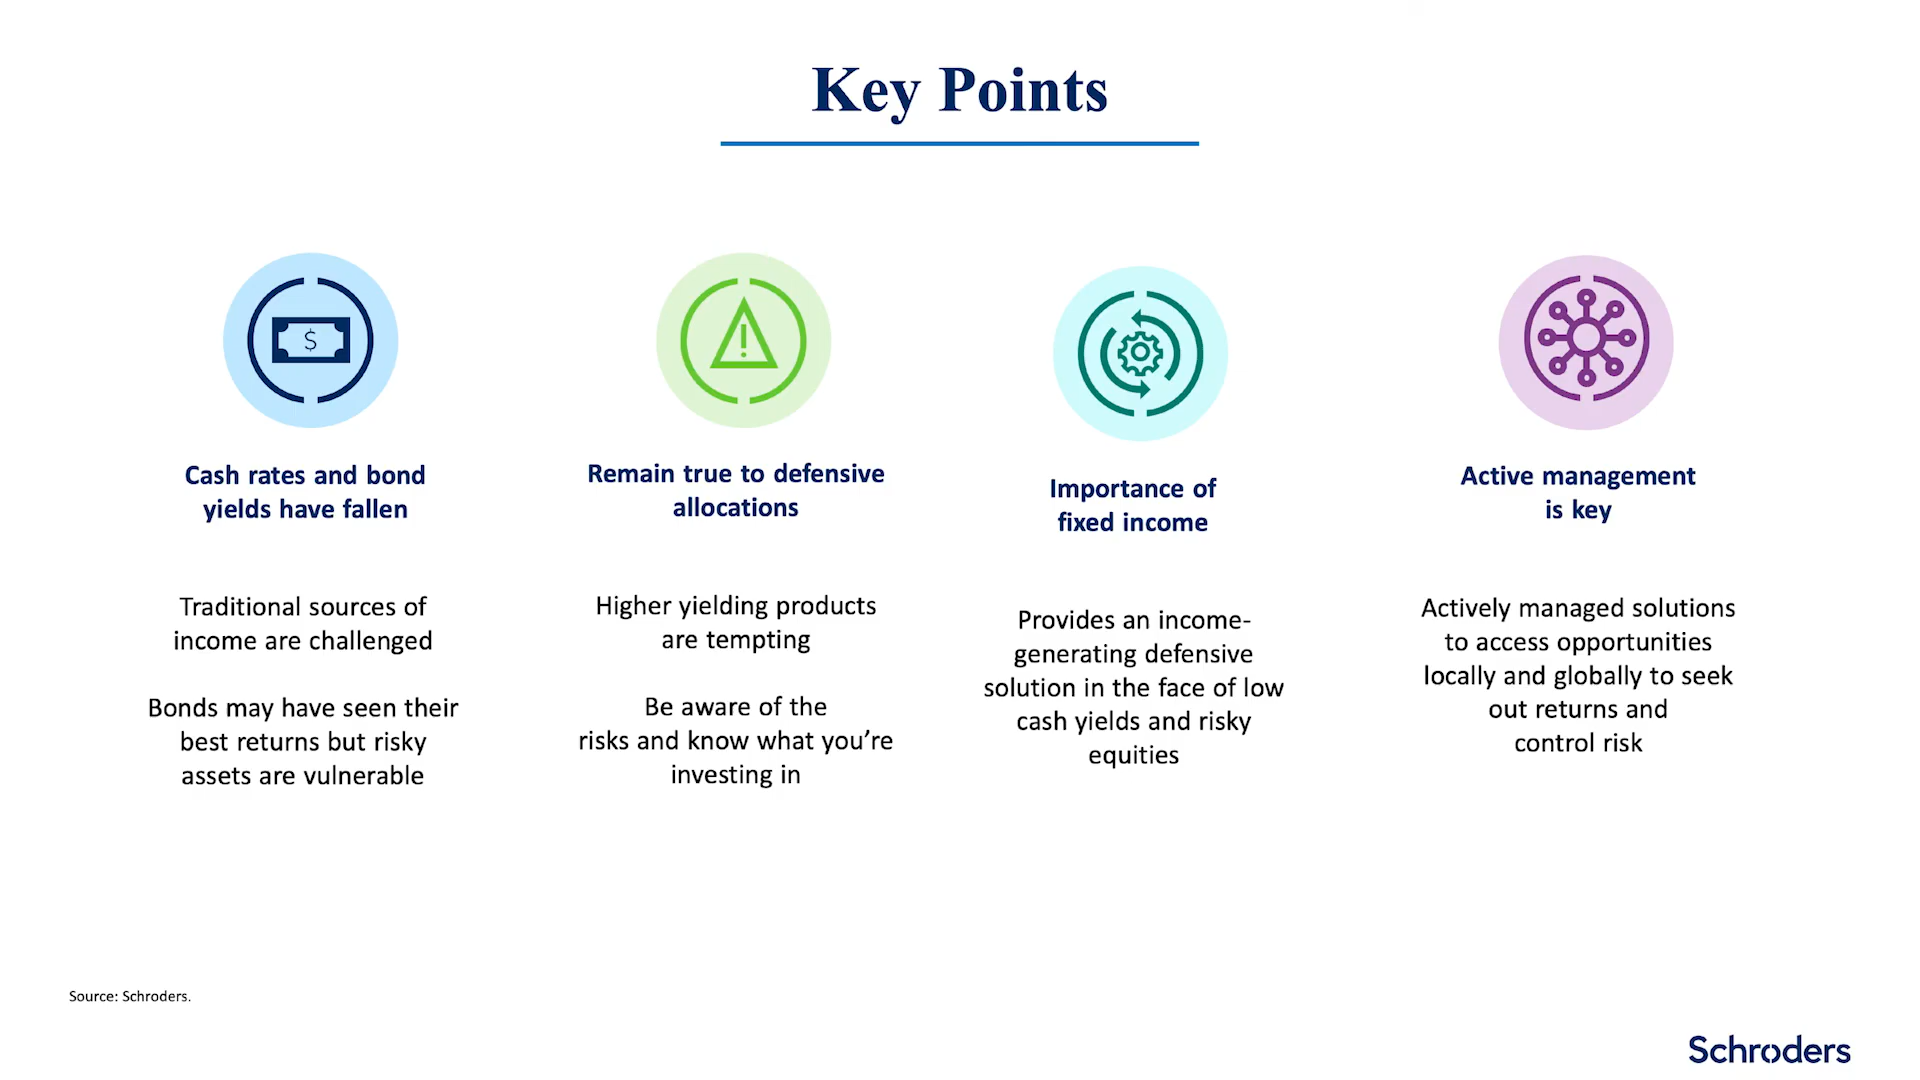 Key Points
$
Cash rates and bond
yields have fallen
Traditional sources of
income are challenged
Bonds may have seen their
best returns but risky
assets are vulnerable
Remain true to defensive
allocations
Higher yielding products
are tempting
Be aware of the
risks and know what you’re
investing in
Importance of
fixed income
Provides an income-
generating defensive
solution in the face of low
cash yields and risky
equities
Active management
is key
Actively managed solutions
to access opportunities
locally and globally to seek
out returns and
control risk
Source: Schroders.
Schroders